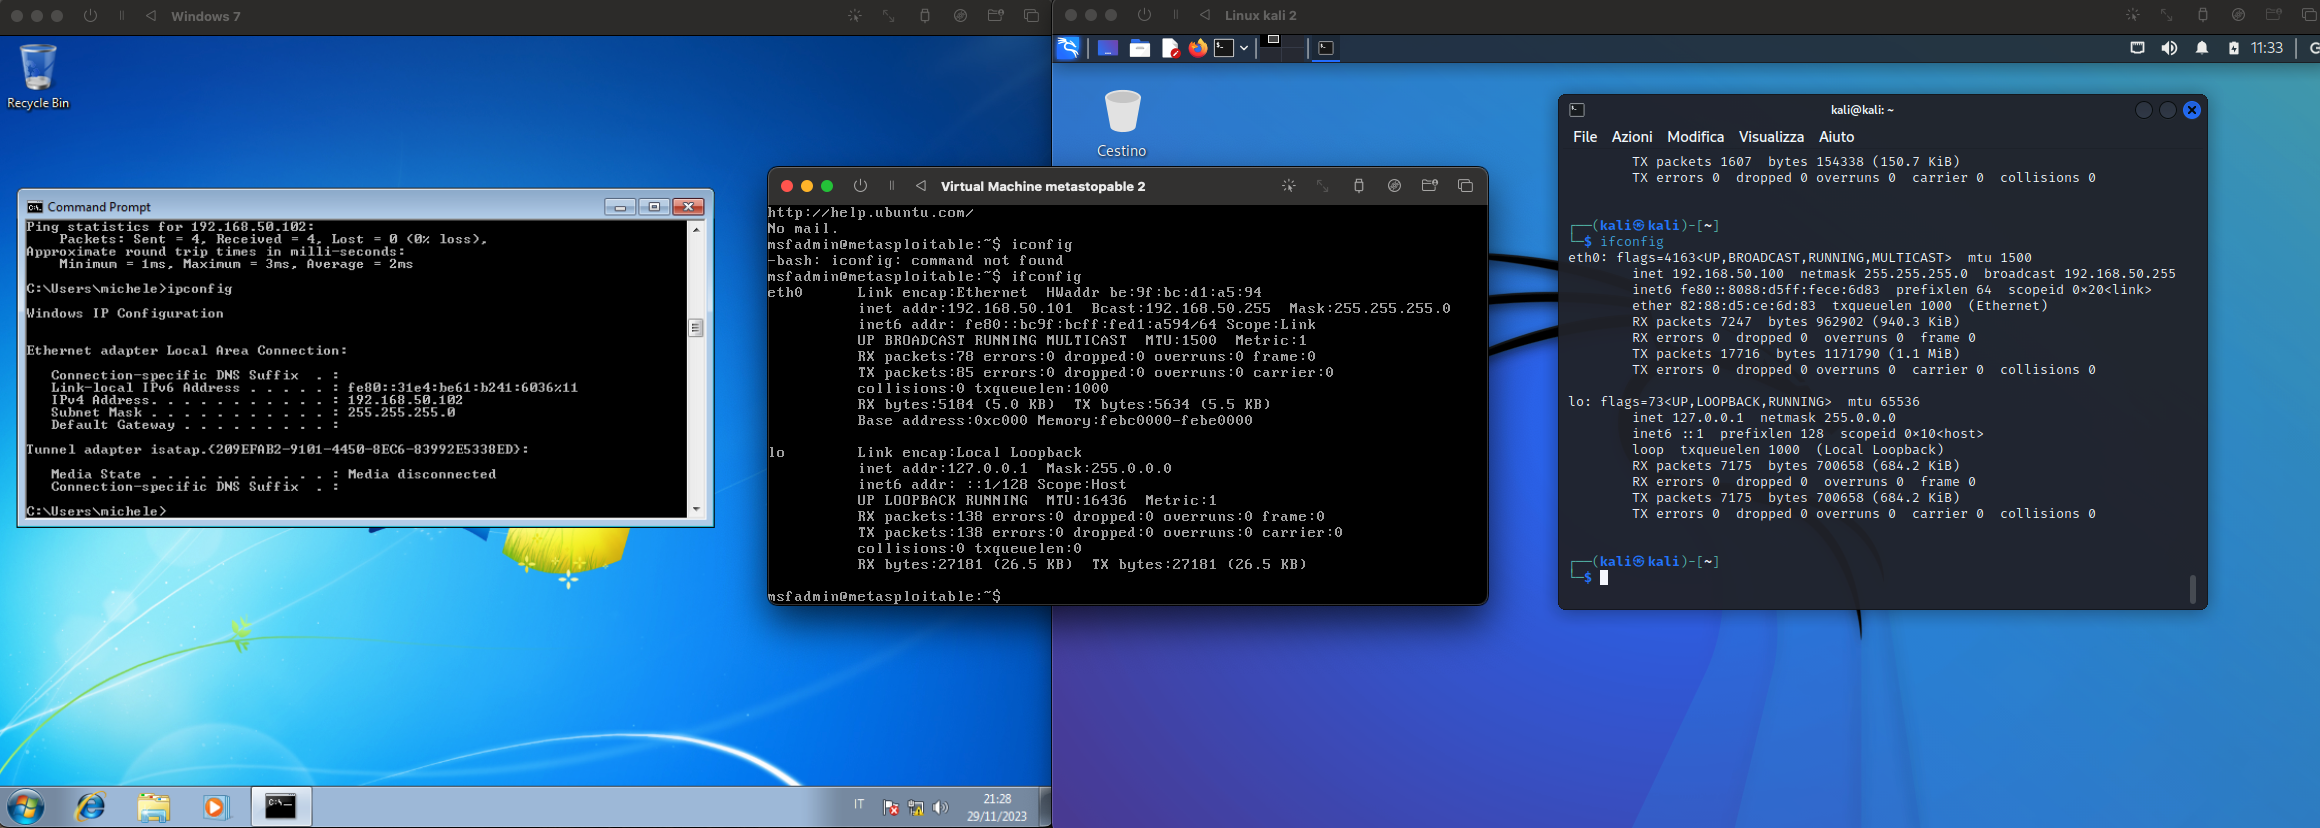 Windows 7
Recycle Bin
Command Prompt
Ping statistics for 192.168.50.102:
Packets: Sent = 4, Received = 4, Lost = 0 (0% loss),
Approximate round trip times in milli-seconds:
Minimum = 1ms, Maximum = 3ms, Average = 2ms
C:\Users\michele>ipconfig
Windows IP Configuration
Ethernet adapter Local Area Connection:
Connection-specific DNS Suffix  . :
Link-local IPv6 Address . . . . . : fe80::31e4:be61:b241:6036%11
IPv4 Address. . . . . . . . . . . : 192.168.50.102
Subnet Mask . . . . . . . . . . . : 255.255.255.0
Default Gateway . . . . . . . . . :
Tunnel adapter isatap.{209EFAB2-9101-4450-8EC6-83992E5338ED}:
Media State . . . . . . . . . . . : Media disconnected
Connection-specific DNS Suffix  . :
C:\Users\michele>
IT
21:28
29/11/2023
Virtual Machine metastopable 2
http://help.ubuntu.com/
No mail.
msfadmin@metasploitable:~$ iconfig
-bash: iconfig: command not found
msfadmin@metasploitable:~$ ifconfig
eth0      Link encap:Ethernet  HWaddr be:9f:bc:d1:a5:94
inet addr:192.168.50.101  Bcast:192.168.50.255  Mask:255.255.255.0
inet6 addr: fe80::bc9f:bcff:fed1:a594/64 Scope:Link
UP BROADCAST RUNNING MULTICAST  MTU:1500  Metric:1
RX packets:78 errors:0 dropped:0 overruns:0 frame:0
TX packets:85 errors:0 dropped:0 overruns:0 carrier:0
collisions:0 txqueuelen:1000
RX bytes:5184 (5.0 KB)  TX bytes:5634 (5.5 KB)
Base address:0xc000 Memory:febc0000-febe0000
lo        Link encap:Local Loopback
inet addr:127.0.0.1  Mask:255.0.0.0
inet6 addr: ::1/128 Scope:Host
UP LOOPBACK RUNNING  MTU:16436  Metric:1
RX packets:138 errors:0 dropped:0 overruns:0 frame:0
TX packets:138 errors:0 dropped:0 overruns:0 carrier:0
collisions:0 txqueuelen:0
RX bytes:27181 (26.5 KB)  TX bytes:27181 (26.5 KB)
msfadmin@metasploitable:~$
Linux kali 2
11:33
Cestino
kali@kali: ~
File Azioni Modifica Visualizza Aiuto
TX packets 1607  bytes 154338 (150.7 KiB)
TX errors 0  dropped 0 overruns 0  carrier 0  collisions 0
┌──(kali㉿kali)-[~]
└─$ ifconfig
eth0: flags=4163<UP,BROADCAST,RUNNING,MULTICAST>  mtu 1500
inet 192.168.50.100  netmask 255.255.255.0  broadcast 192.168.50.255
inet6 fe80::8088:d5ff:fece:6d83  prefixlen 64  scopeid 0×20<link>
ether 82:88:d5:ce:6d:83  txqueuelen 1000  (Ethernet)
RX packets 7247  bytes 962902 (940.3 KiB)
RX errors 0  dropped 0  overruns 0  frame 0
TX packets 17716  bytes 1171790 (1.1 MiB)
TX errors 0  dropped 0 overruns 0  carrier 0  collisions 0
lo: flags=73<UP,LOOPBACK,RUNNING>  mtu 65536
inet 127.0.0.1  netmask 255.0.0.0
inet6 ::1  prefixlen 128  scopeid 0×10<host>
loop  txqueuelen 1000  (Local Loopback)
RX packets 7175  bytes 700658 (684.2 KiB)
RX errors 0  dropped 0  overruns 0  frame 0
TX packets 7175  bytes 700658 (684.2 KiB)
TX errors 0  dropped 0 overruns 0  carrier 0  collisions 0
┌──(kali㉿kali)-[~]
└─$